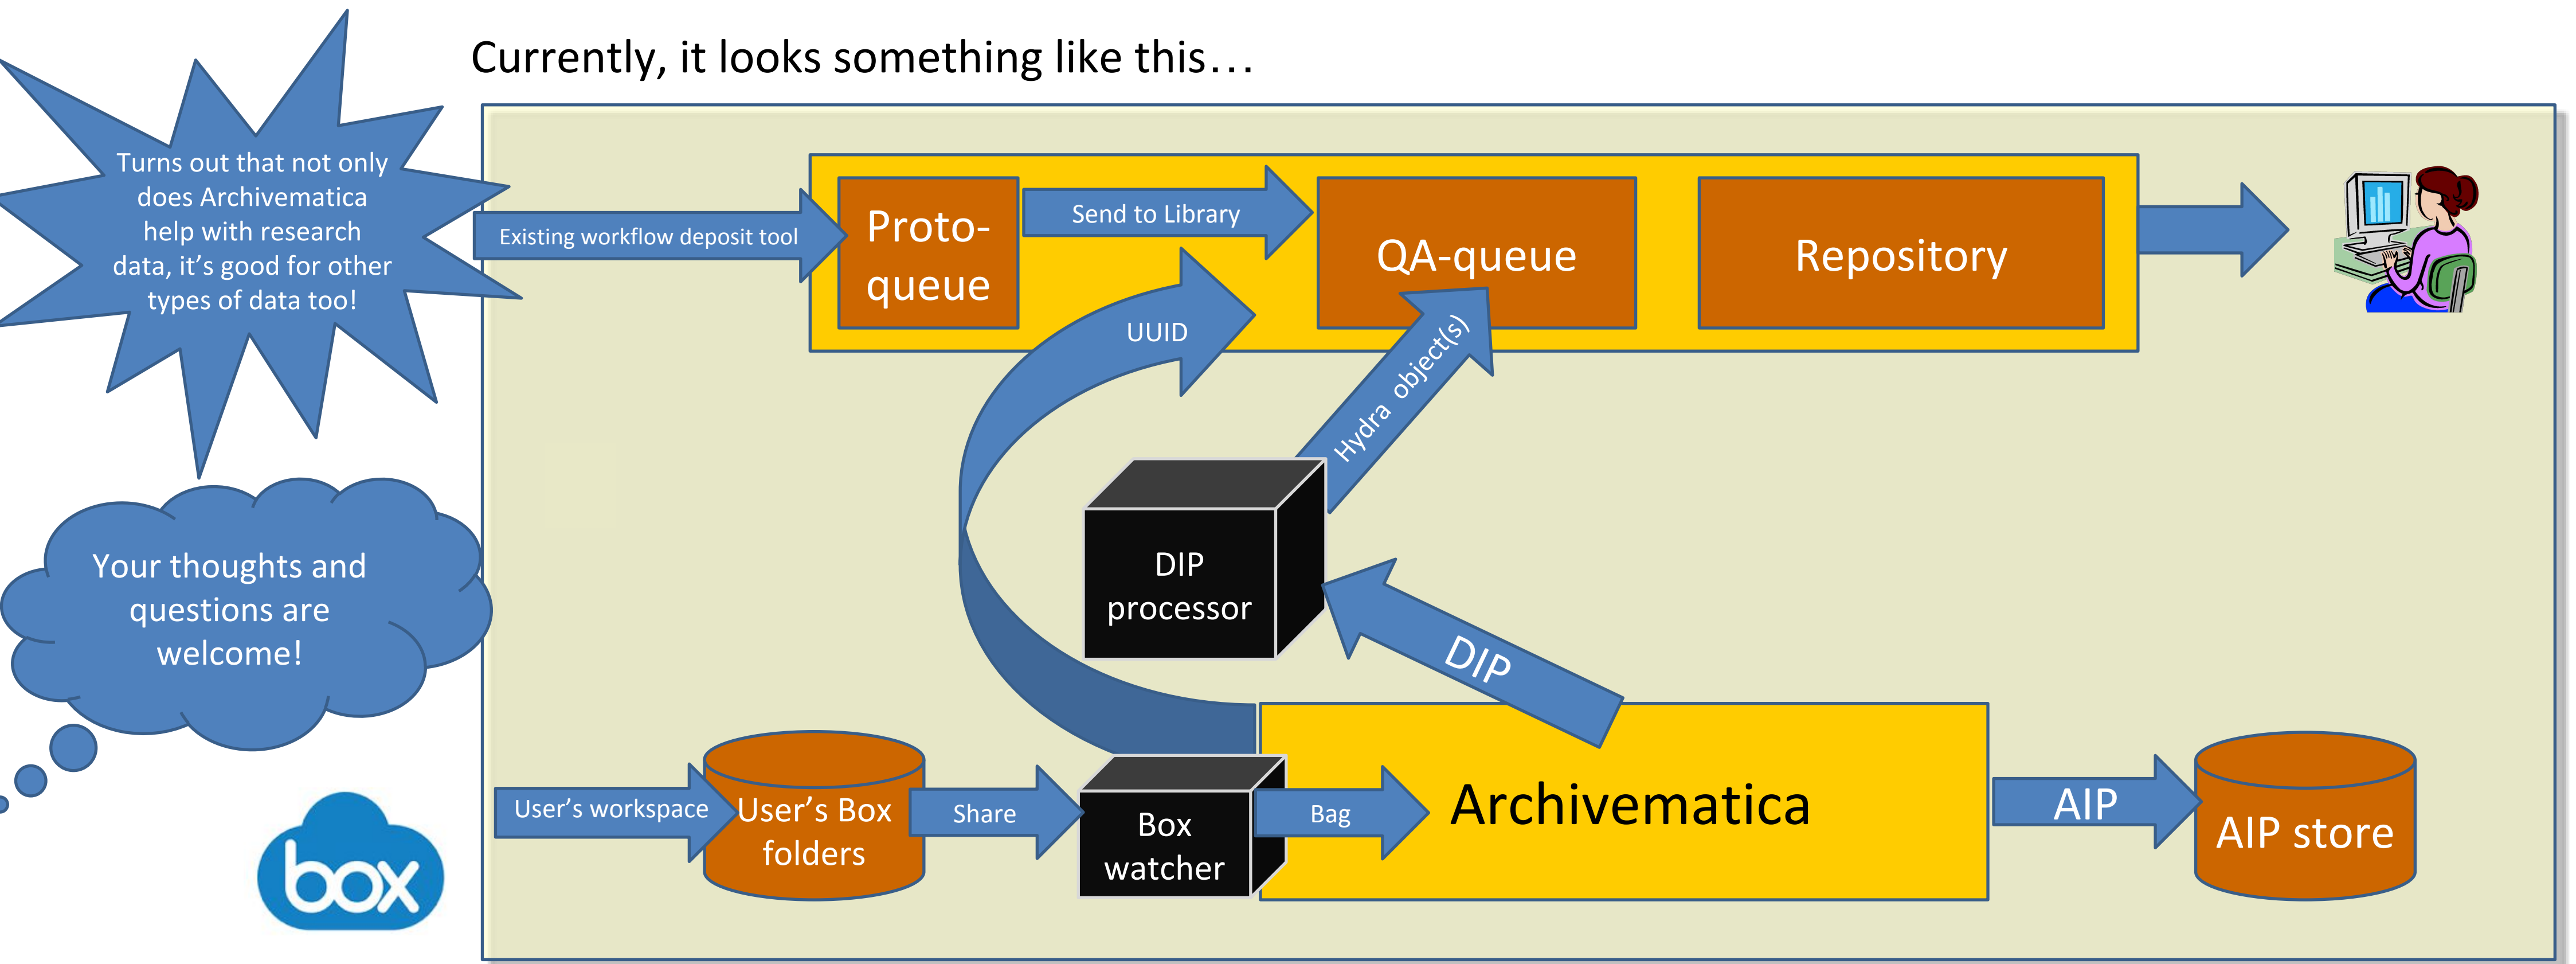 Currently, it looks something like this...
Turns out that not only
does Archivematica
help with research
data, it's good for other
types of data too!
Existing workflow deposit tool
Proto-
queue
Send to Library
QA-queue
Repository
UUID
Hydra object(s)
DIP
processor
DIP
Your thoughts and
questions are
welcome!
box
User's workspace
User's Box
folders
Share
Box
watcher
Bag
Archivematica
AIP
AIP store